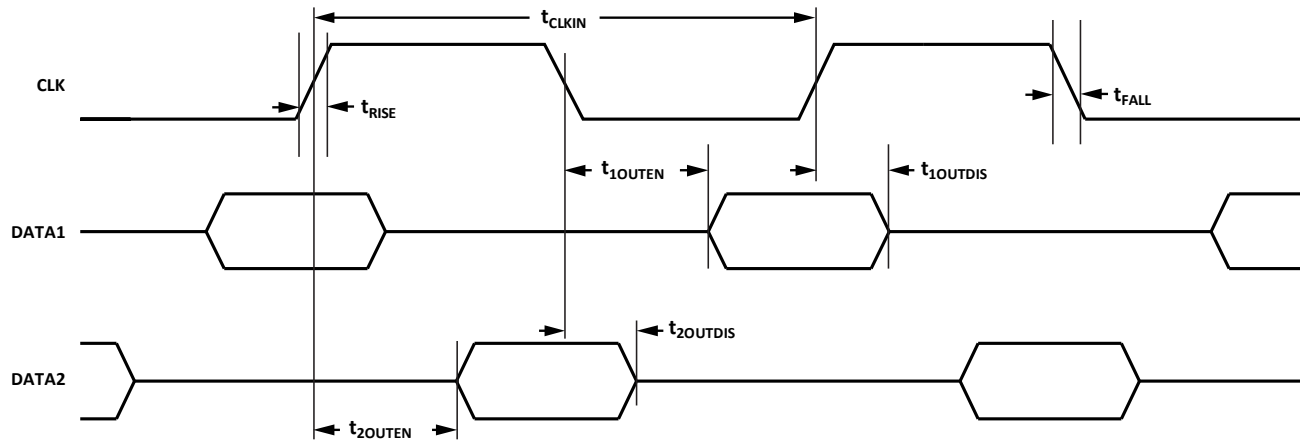 tCLKIN
CLK
tRISE
tFALL
t1OUTEN
t1OUTDIS
DATA1
t2OUTDIS
DATA2
t2OUTEN